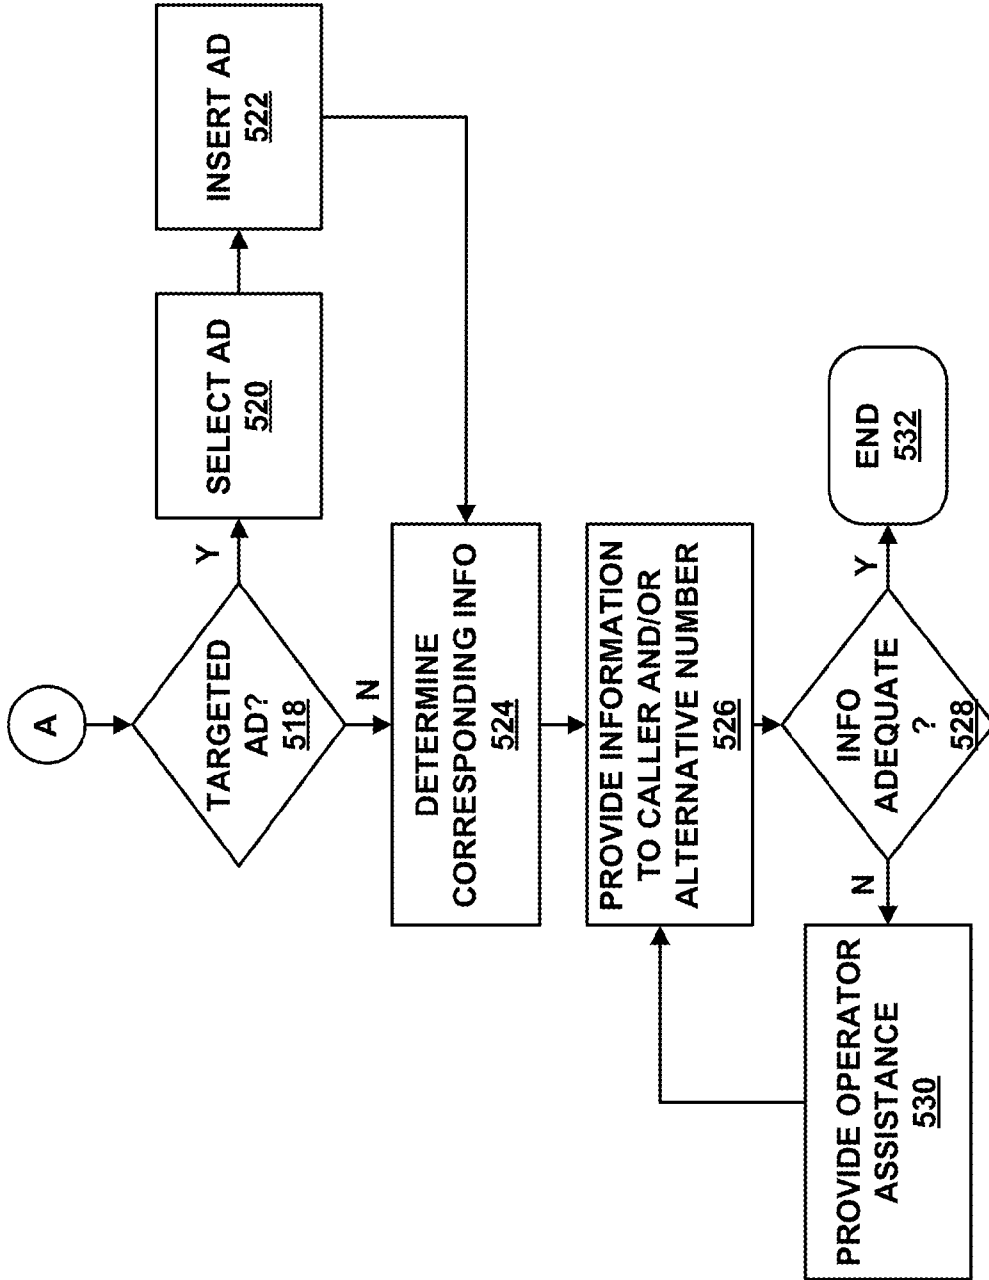 A
TARGETED
AD?
518
Y
SELECT AD
520
INSERT AD
522
N
DETERMINE
CORRESPONDING INFO
524
PROVIDE INFORMATION
TO CALLER AND/OR
ALTERNATIVE NUMBER
526
INFO
ADEQUATE
?
528
Y
END
532
N
PROVIDE OPERATOR
ASSISTANCE
530